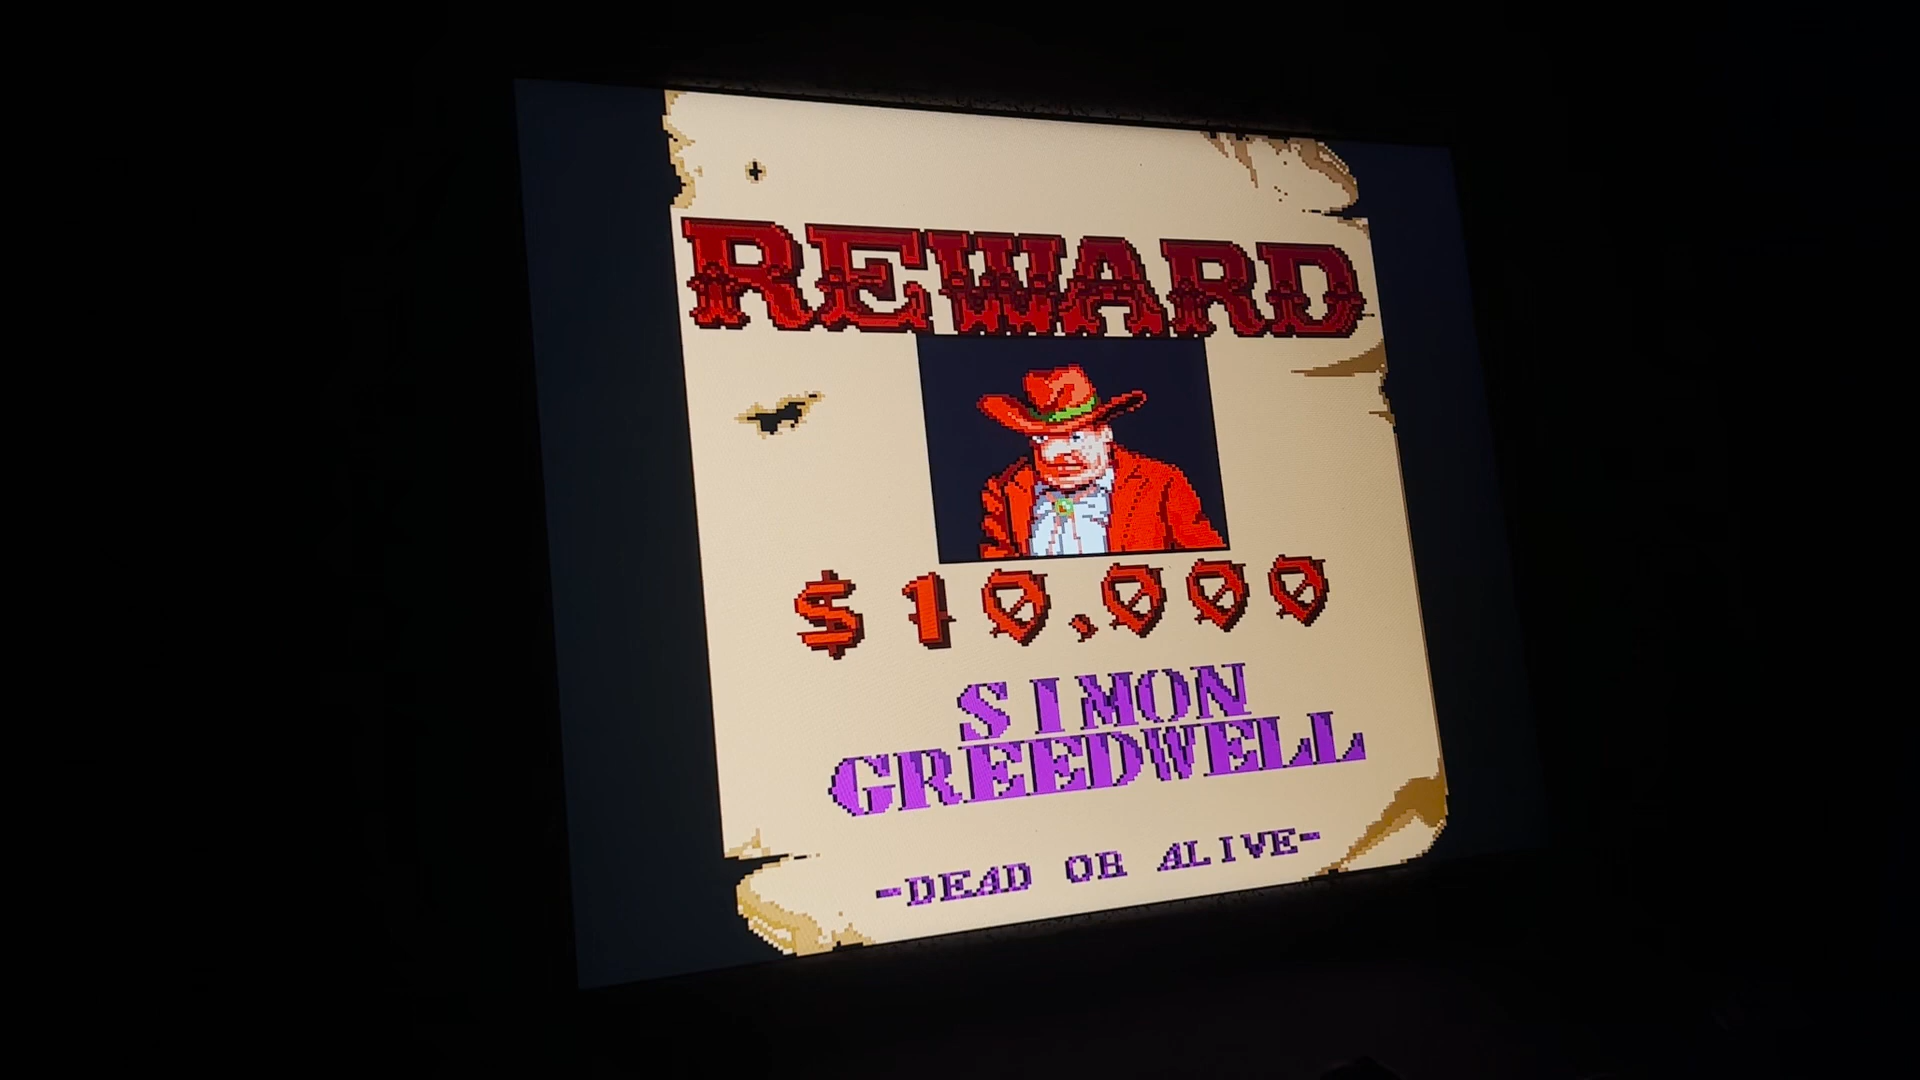 REWARD
$10,000
SIMON
GREEDWELL
-DEAD OR ALIVE-